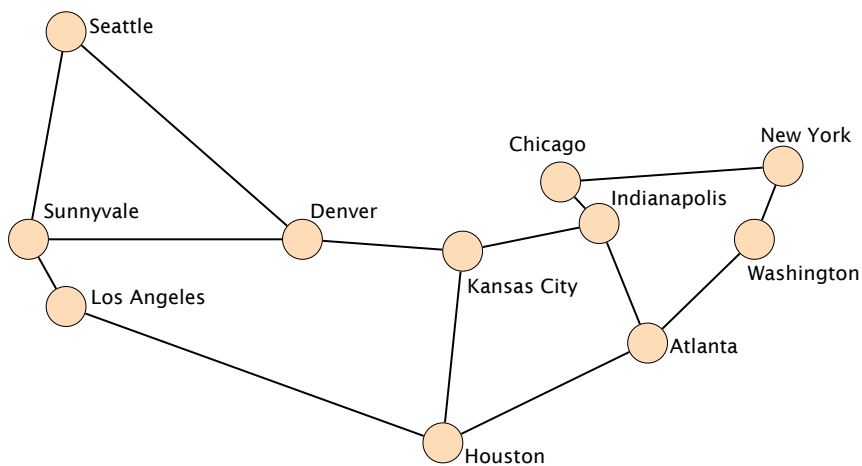 Seattle
New York
Chicago
Indianapolis
Sunnyvale
Denver
Washington
Kansas City
Los Angeles
Atlanta
Houston